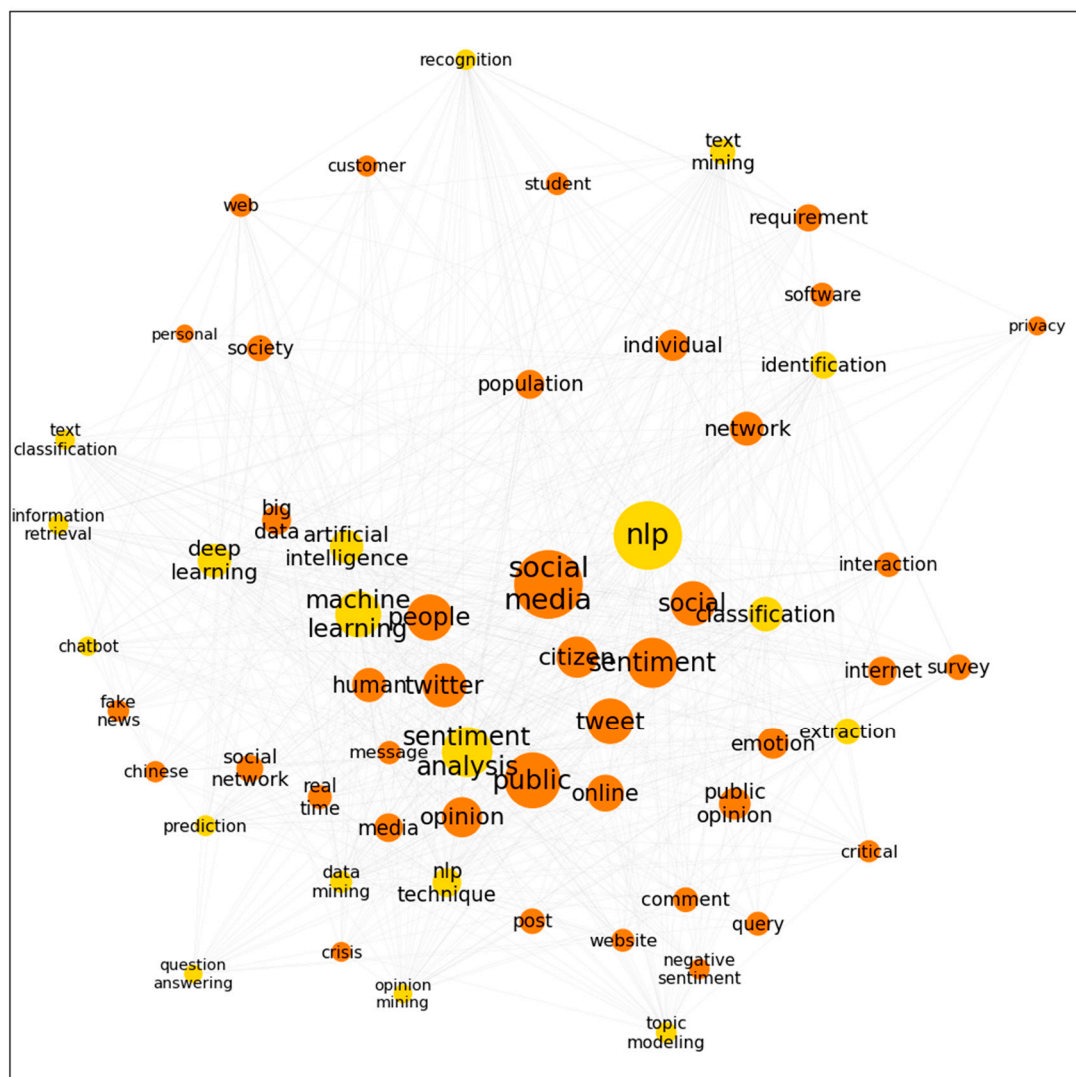 recognition
text
mining
customer
student
web
requirement
software
privacy
personal
society
individual
identification
population
network
text
classification
information
retrieval
big
data
artificial
intelligence
deep
learning
nlp
social
media
interaction
machine
learning
people
social
classification
chatbot
citizen
sentiment
internet
survey
human
twitter
fake
news
tweet
extraction
sentiment
analysis
message
emotion
chinese
social
network
real
time
public
online
public
opinion
prediction
media
opinion
critical
data
mining
nlp
technique
comment
post
query
website
crisis
negative
sentiment
question
answering
opinion
mining
topic
modeling